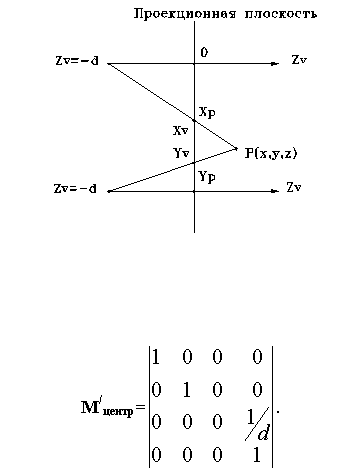 Проекционная плоскость
Zv=-d 0 Zv
Xp
Xv
Yv P(x,y,z)
Zv=-d Yp Zv
1 0 0 0
0 1 0 0
M/центр= 0 0 0 1/d .
0 0 0 1